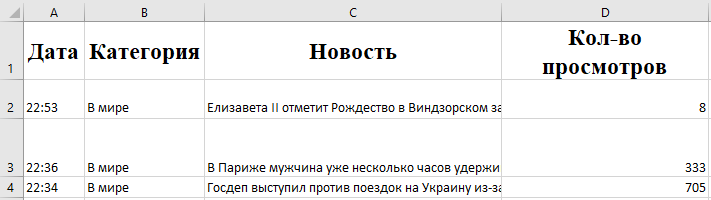 A B C D
1 Дата Категория Новость Кол-во
просмотров
2 22:53 В мире Елизавета II отметит Рождество в Виндзорском за 8
3 22:36 В мире В Париже мужчина уже несколько часов удержи 333
4 22:34 В мире Госдеп выступил против поездок на Украину из-за 705